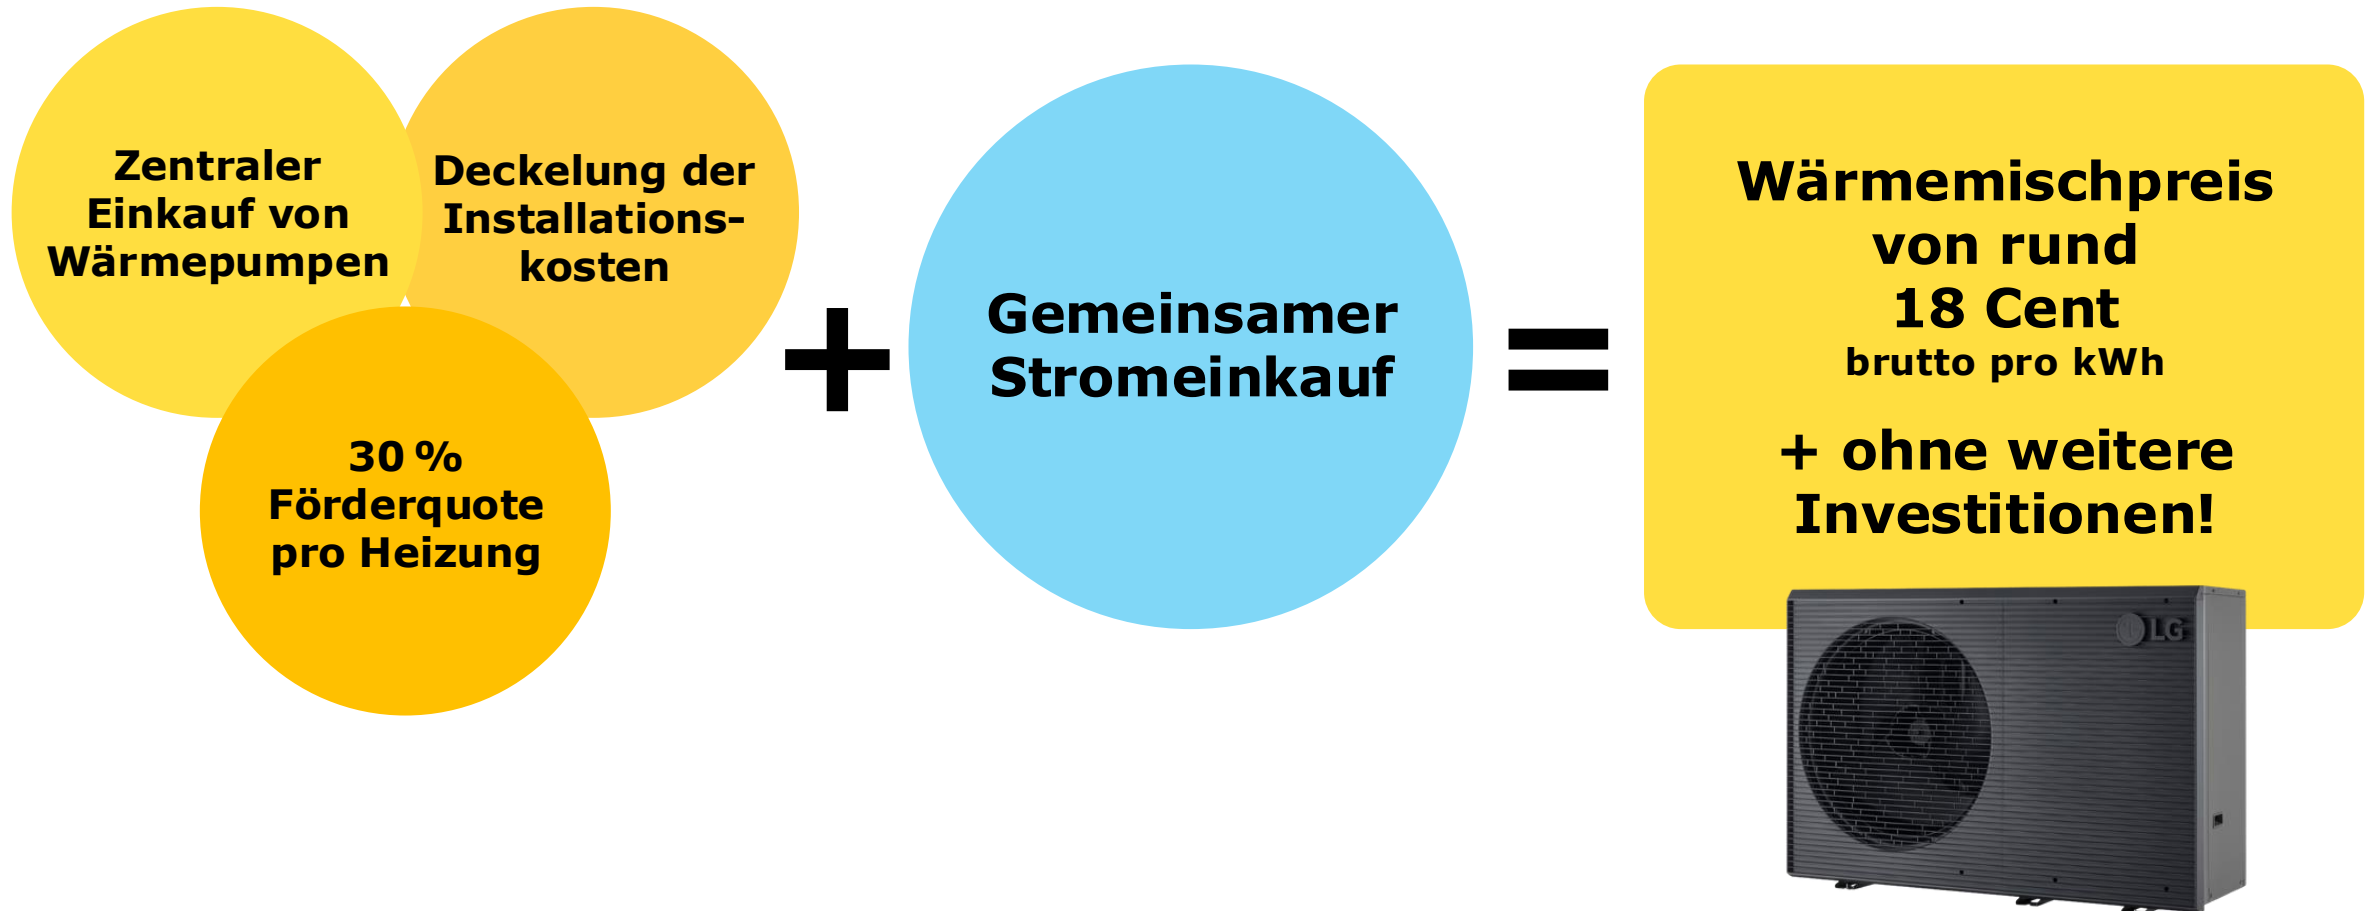 Zentraler
Einkauf von
Wärmepumpen
Deckelung der
Installations-
kosten
30 %
Förderquote
pro Heizung
+
Gemeinsamer
Stromeinkauf
=
Wärmemischpreis
von rund
18 Cent
brutto pro kWh
+ ohne weitere
Investitionen!
LG